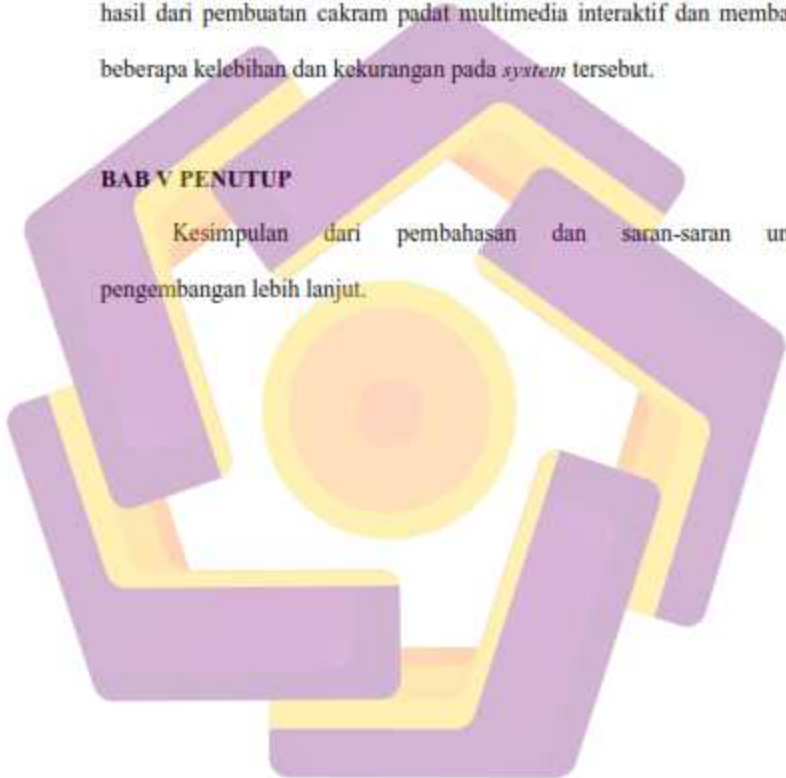 hasil dari pembuatan cakram padat multimedia interaktif dan memba
beberapa kelebihan dan kekurangan pada system tersebut.
BAB V PENUTUP
Kesimpulan dari pembahasan dan saran-saran un
pengembangan lebih lanjut.